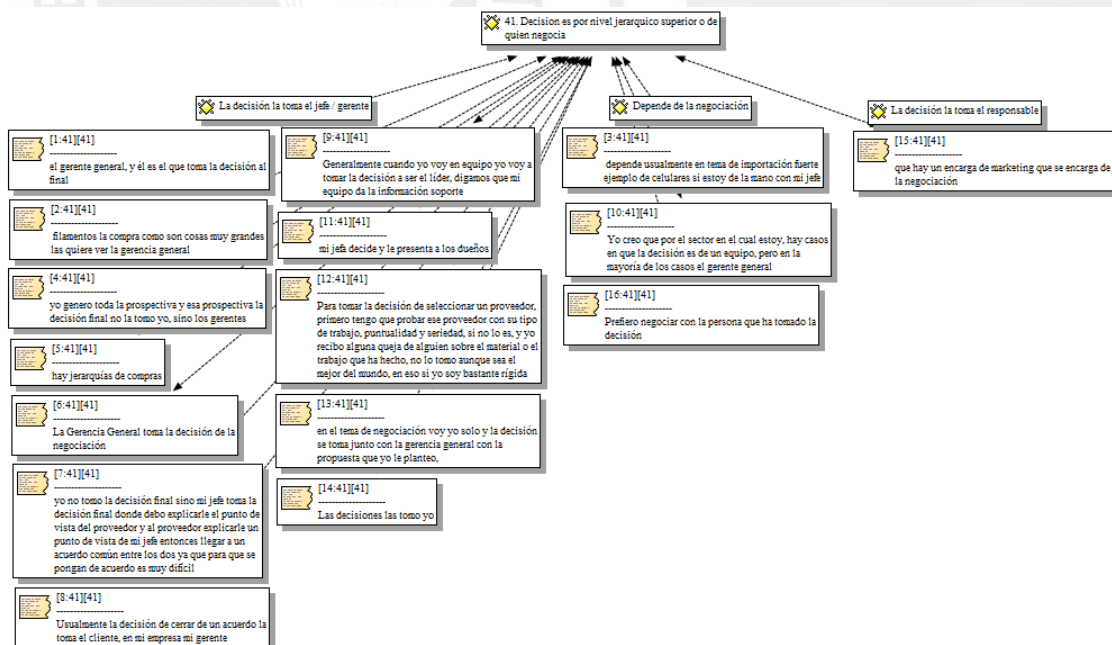 41. Decision es por nivel jerarquico superior o de
quien negocia
La decisión la toma el jefe / gerente
Depende de la negociación
La decisión la toma el responsable
[1:41][41]
--------------------
el gerente general, y él es el que toma la decisión al
final
[2:41][41]
--------------------
filamentos la compra como son cosas muy grandes
las quiere ver la gerencia general
[4:41][41]
--------------------
yo genero toda la prospectiva y esa prospectiva la
decisión final no la tomo yo, sino los gerentes
[5:41][41]
--------------------
hay jerarquías de compras
[6:41][41]
--------------------
La Gerencia General toma la decisión de la
negociación
[7:41][41]
--------------------
yo no tomo la decisión final sino mi jefe toma la
decisión final donde debo explicarle el punto de
vista del proveedor y al proveedor explicarle un
punto de vista de mi jefe entonces llegar a un
acuerdo común entre los dos ya que para que se
pongan de acuerdo es muy difícil
[8:41][41]
--------------------
Usualmente la decisión de cerrar de un acuerdo la
toma el cliente, en mi empresa mi gerente
[9:41][41]
--------------------
Generalmente cuando yo voy en equipo yo voy a
tomar la decisión a ser el líder, digamos que mi
equipo da la información soporte
[11:41][41]
--------------------
mi jefa decide y le presenta a los dueños
[12:41][41]
--------------------
Para tomar la decisión de seleccionar un proveedor,
primero tengo que probar ese proveedor con su tipo
de trabajo, puntualidad y seriedad, si no lo es, y yo
recibo alguna queja de alguien sobre el material o el
trabajo que ha hecho, no lo tomo aunque sea el
mejor del mundo, en eso si yo soy bastante rígida
[13:41][41]
--------------------
en el tema de negociación voy yo solo y la decisión
se toma junto con la gerencia general con la
propuesta que yo le planteo,
[14:41][41]
--------------------
Las decisiones las tomo yo
[3:41][41]
--------------------
depende usualmente en tema de importación fuerte
ejemplo de celulares si estoy de la mano con mi jefe
[10:41][41]
--------------------
Yo creo que por el sector en el cual estoy, hay casos
en que la decisión es de un equipo, pero en la
mayoría de los casos el gerente general
[16:41][41]
--------------------
Prefiero negociar con la persona que ha tomado la
decisión
[15:41][41]
--------------------
que hay un encarga de marketing que se encarga de
la negociación